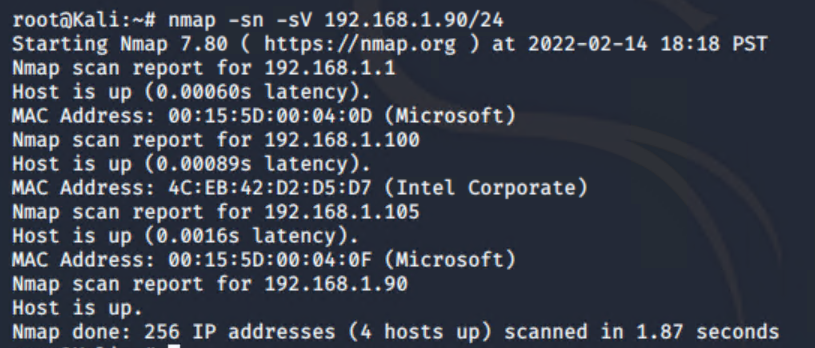 root@Kali:~# nmap -sn -sV 192.168.1.90/24
Starting Nmap 7.80 ( https://nmap.org ) at 2022-02-14 18:18 PST
Nmap scan report for 192.168.1.1
Host is up (0.00060s latency).
MAC Address: 00:15:5D:00:04:0D (Microsoft)
Nmap scan report for 192.168.1.100
Host is up (0.00089s latency).
MAC Address: 4C:EB:42:D2:D5:D7 (Intel Corporate)
Nmap scan report for 192.168.1.105
Host is up (0.0016s latency).
MAC Address: 00:15:5D:00:04:0F (Microsoft)
Nmap scan report for 192.168.1.90
Host is up.
Nmap done: 256 IP addresses (4 hosts up) scanned in 1.87 seconds